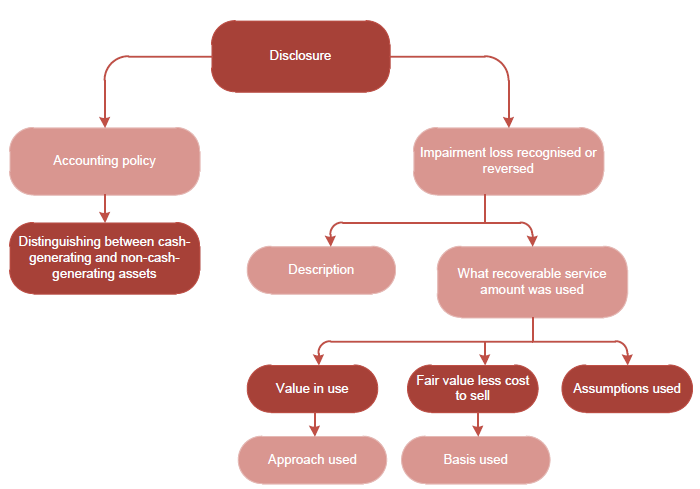 Disclosure
Accounting policy
Impairment loss recognised or
reversed
Distinguishing between cash-
generating and non-cash-
generating assets
Description
What recoverable service
amount was used
Value in use
Fair value less cost
to sell
Assumptions used
Approach used
Basis used